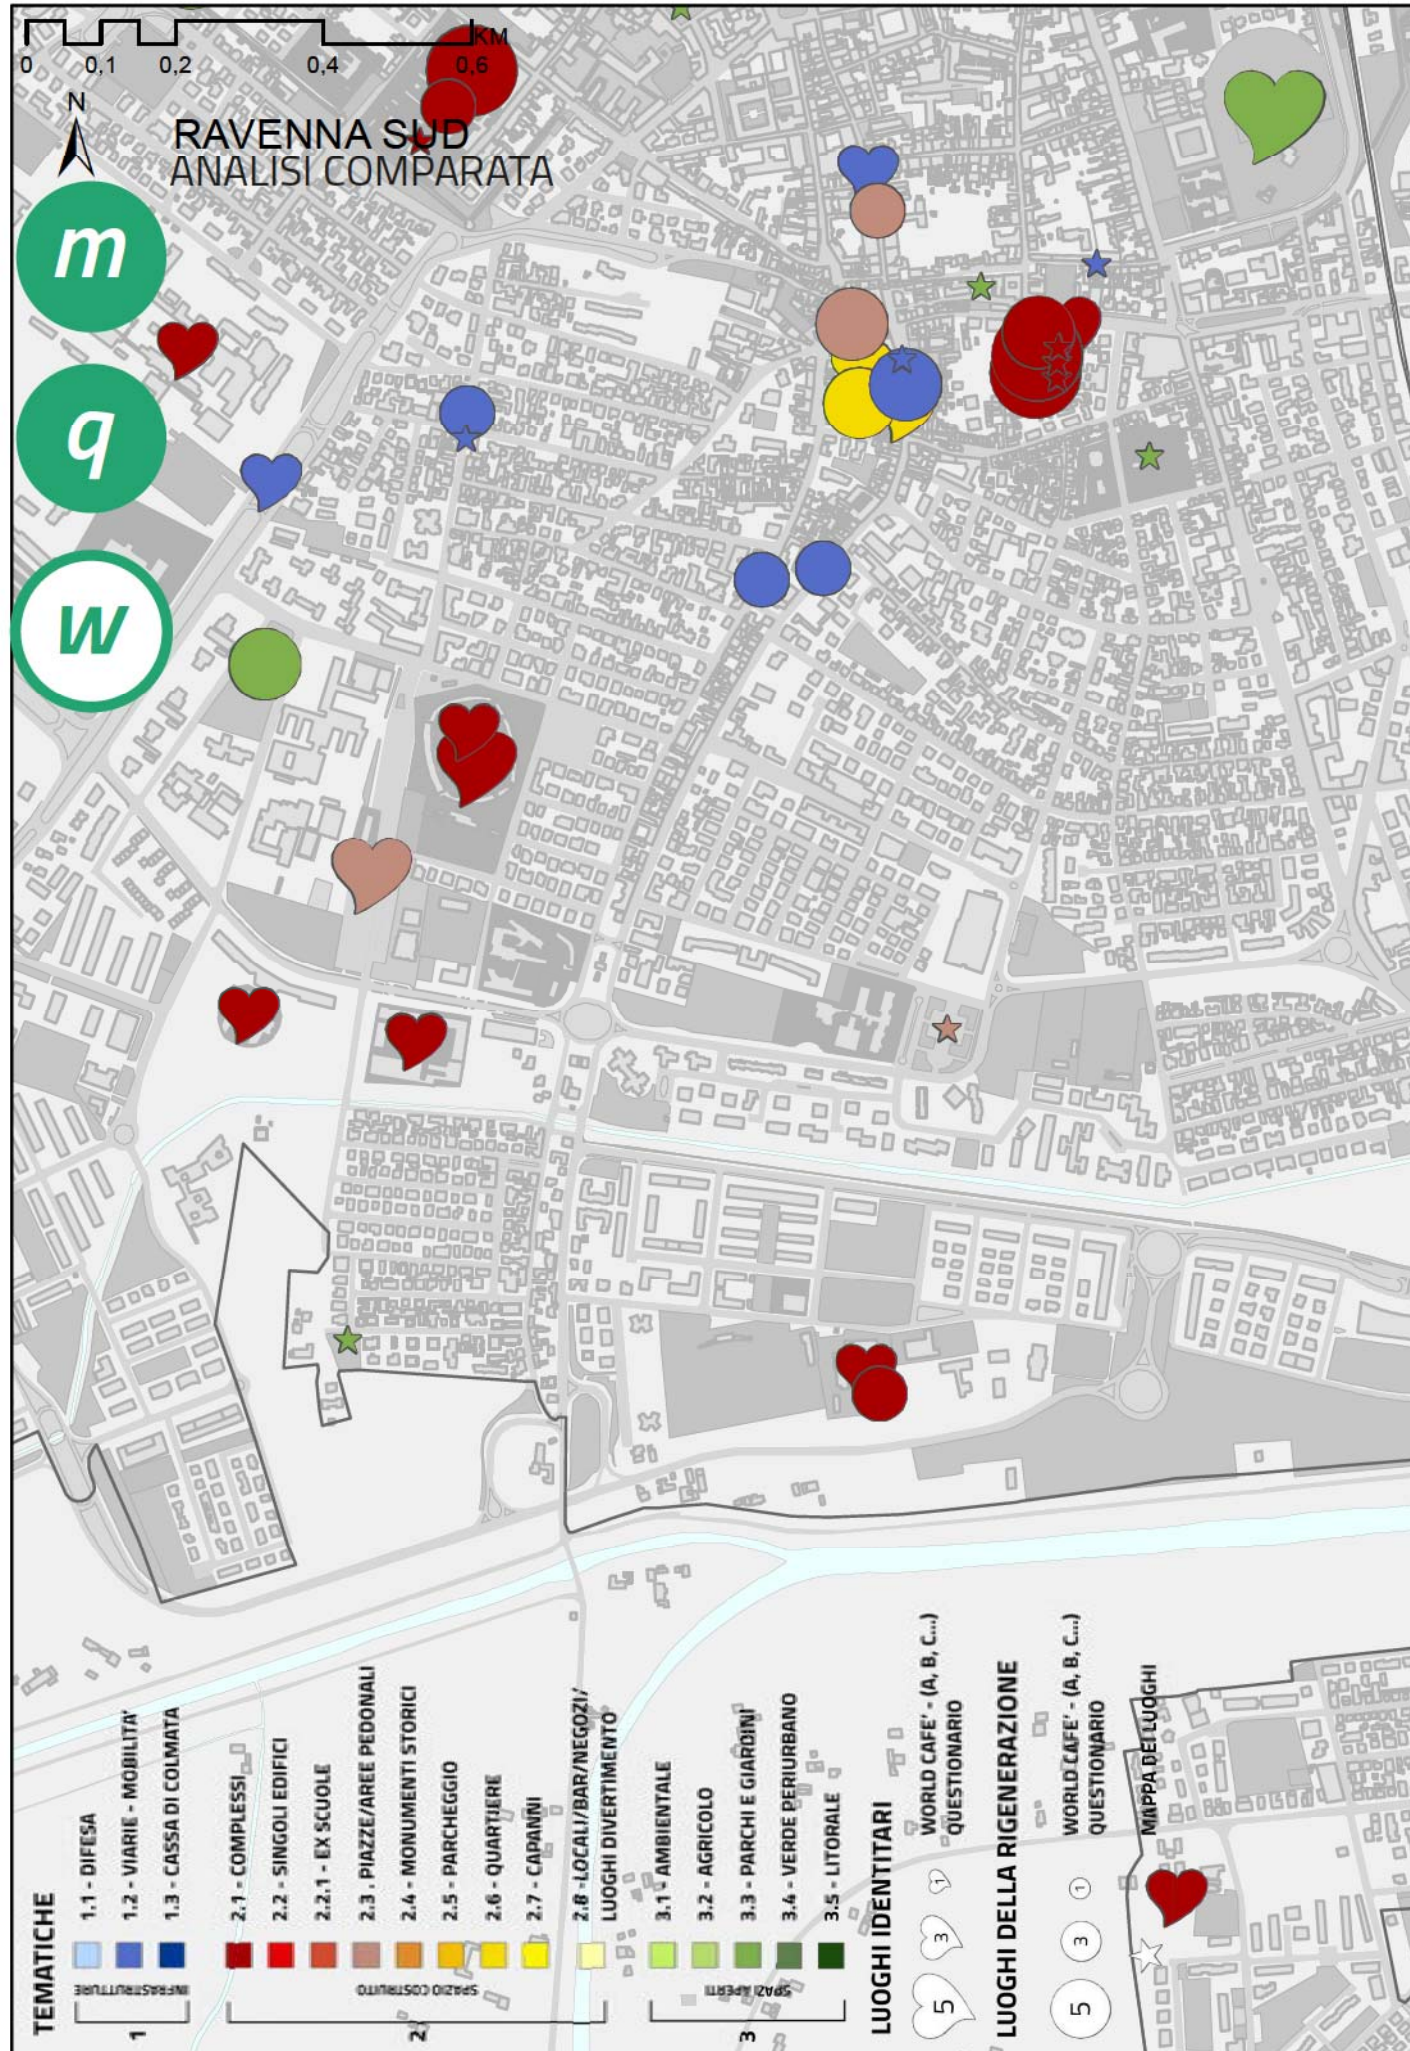 KM
0 0,1 0,2 0,4 0,6
N
RAVENNA SUD
ANALISI COMPARATA
m
q
w
TEMATICHE
1
INFRASTRUTTURE
1.1 - DIFESA
1.2 - VIARIE - MOBILITA'
1.3 - CASSA DI COLMATA
2
SPAZIO COSTRUITO
2.1 - COMPLESSI
2.2 - SINGOLI EDIFICI
2.2.1 - EX SCUOLE
2.3 . PIAZZE/AREE PEDONALI
2.4 - MONUMENTI STORICI
2.5 - PARCHEGGIO
2.6 - QUARTIERE
2.7 - CAPANNI
2.8 -LOCALI/BAR/NEGOZI/
LUOGHI DIVERTIMENTO
3
SPAZI APERTI
3.1 - AMBIENTALE
3.2 - AGRICOLO
3.3 - PARCHI E GIARDINI
3.4 - VERDE PERIURBANO
3.5 - LITORALE
LUOGHI IDENTITARI
5 3 1
WORLD CAFE' - (A, B, C...)
QUESTIONARIO
LUOGHI DELLA RIGENERAZIONE
5 3 1
WORLD CAFE' - (A, B, C...)
QUESTIONARIO
MAPPA DEI LUOGHI